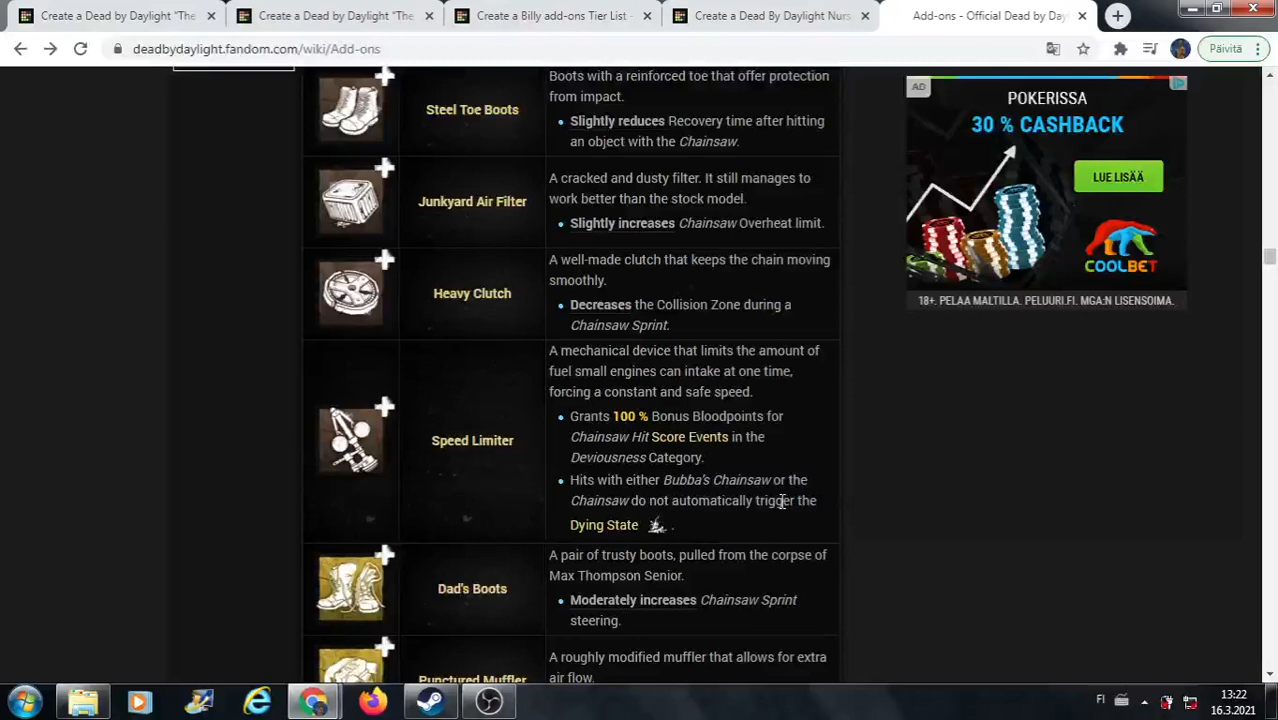 Create a Dead by Daylight "The
Create a Dead by Daylight "The
Create a Billy add-ons Tier List -
Create a Dead By Daylight Nurs
Add-ons - Official Dead by Day
deadbydaylight.fandom.com/wiki/Add-ons
Päivitä
Steel Toe Boots
Boots with a reinforced toe that offer protection
from impact.
Slightly reduces Recovery time after hitting
an object with the Chainsaw.
Junkyard Air Filter
A cracked and dusty filter. It still manages to
work better than the stock model.
Slightly increases Chainsaw Overheat limit.
Heavy Clutch
A well-made clutch that keeps the chain moving
smoothly.
Decreases the Collision Zone during a
Chainsaw Sprint.
Speed Limiter
A mechanical device that limits the amount of
fuel small engines can intake at one time,
forcing a constant and safe speed.
Grants 100 % Bonus Bloodpoints for
Chainsaw Hit Score Events in the
Deviousness Category.
Hits with either Bubba's Chainsaw or the
Chainsaw do not automatically trigger the
Dying State .
Dad's Boots
A pair of trusty boots, pulled from the corpse of
Max Thompson Senior.
Moderately increases Chainsaw Sprint
steering.
Punctured Muffler
A roughly modified muffler that allows for extra
air flow.
AD
POKERISSA
30 % CASHBACK
LUE LISÄÄ
COOLBET
18+. PELAA MALTILLA. PELUURI.FI. MGA:N LISENSOIMA.
FI
13:22
16.3.2021